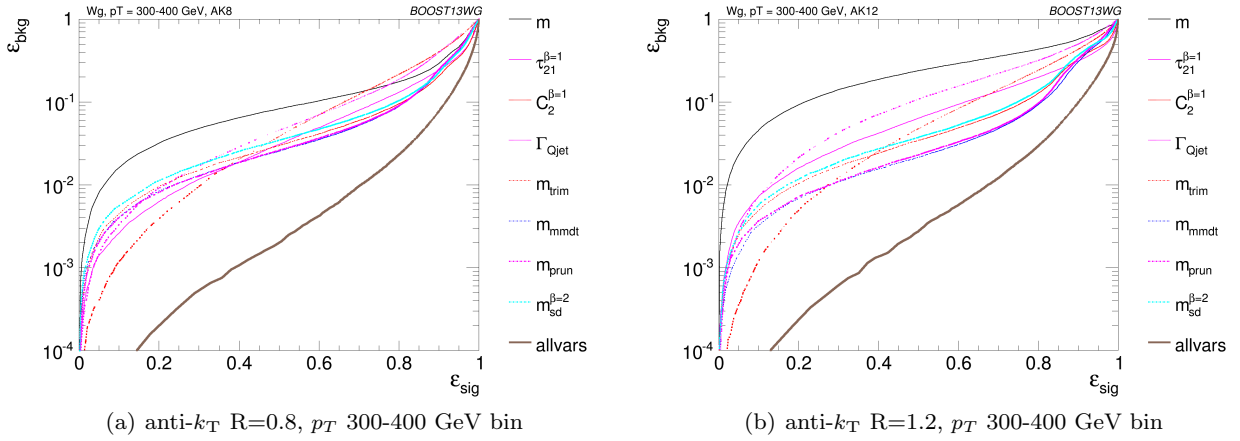 Wg, pT = 300-400 GeV, AK8
BOOST13WG
ε_bkg
1
10⁻¹
10⁻²
10⁻³
10⁻⁴
0
0.2
0.4
0.6
0.8
1
ε_sig
m
τ₂₁^β=1
C₂^β=1
Γ_Qjet
m_trim
m_mmdt
m_prun
m_sd^β=2
allvars
(a) anti-k_T R=0.8, p_T 300-400 GeV bin
Wg, pT = 300-400 GeV, AK12
BOOST13WG
ε_bkg
1
10⁻¹
10⁻²
10⁻³
10⁻⁴
0
0.2
0.4
0.6
0.8
1
ε_sig
m
τ₂₁^β=1
C₂^β=1
Γ_Qjet
m_trim
m_mmdt
m_prun
m_sd^β=2
allvars
(b) anti-k_T R=1.2, p_T 300-400 GeV bin